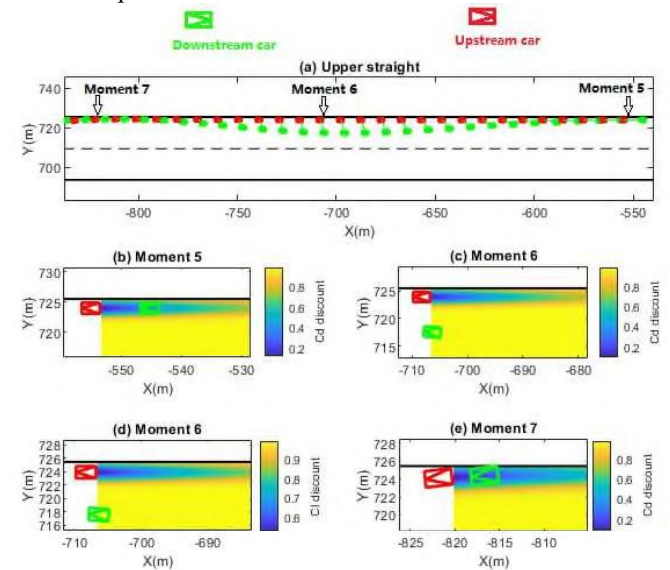 Downstream car
Upstream car
(a) Upper straight
Moment 7
Moment 6
Moment 5
740
720
700
Y(m)
-800 -750 -700 -650 -600 -550
X(m)
(b) Moment 5
730
725
720
Y(m)
-550 -540 -530
X(m)
0.8
0.6
0.4
0.2
Cd discount
(c) Moment 6
725
720
715
Y(m)
-710 -700 -690 -680
X(m)
0.8
0.6
0.4
0.2
Cd discount
(d) Moment 6
728
726
724
722
720
718
716
Y(m)
-710 -700 -690
X(m)
0.9
0.8
0.7
0.6
Cl discount
(e) Moment 7
728
726
724
722
720
Y(m)
-825 -820 -815 -810
X(m)
0.8
0.6
0.4
0.2
Cd discount